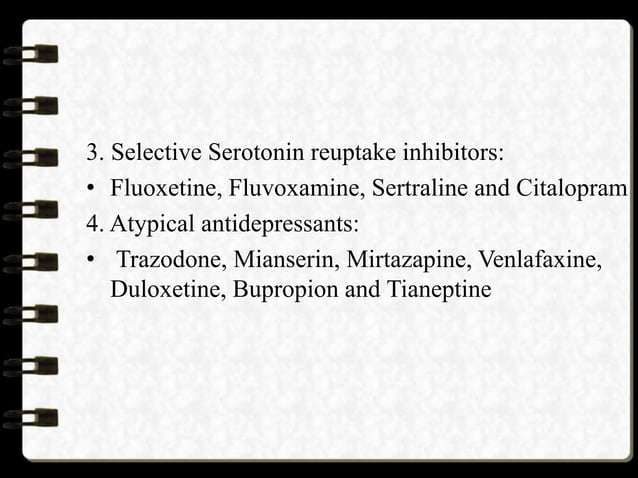 3. Selective Serotonin reuptake inhibitors:
• Fluoxetine, Fluvoxamine, Sertraline and Citalopram
4. Atypical antidepressants:
• Trazodone, Mianserin, Mirtazapine, Venlafaxine,
Duloxetine, Bupropion and Tianeptine